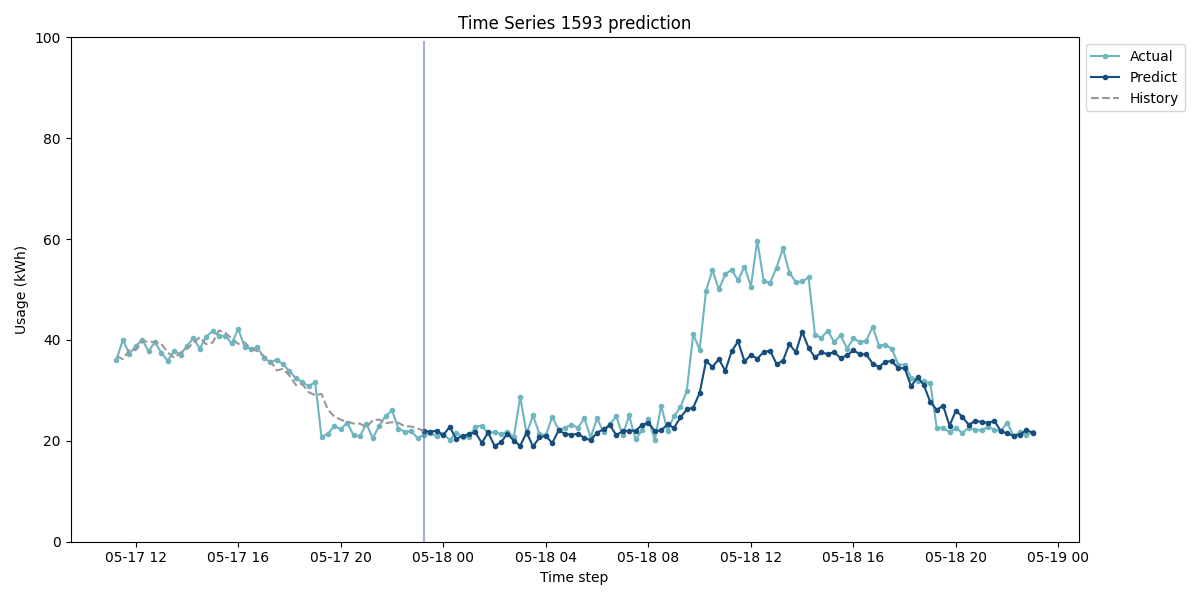 Time Series 1593 prediction
100
80
60
40
20
0
Usage (kWh)
05-17 12
05-17 16
05-17 20
05-18 00
05-18 04
05-18 08
05-18 12
05-18 16
05-18 20
05-19 00
Time step
Actual
Predict
History